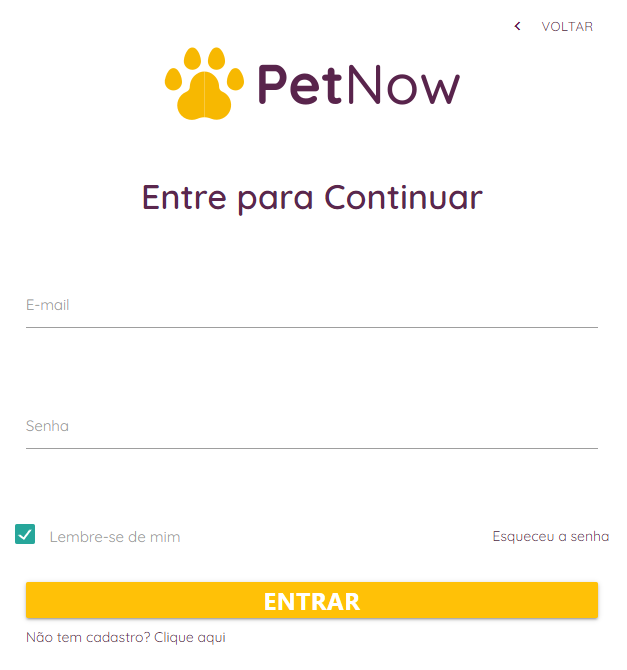 VOLTAR
PetNow
Entre para Continuar
E-mail
Senha
Lembre-se de mim
Esqueceu a senha
ENTRAR
Não tem cadastro? Clique aqui